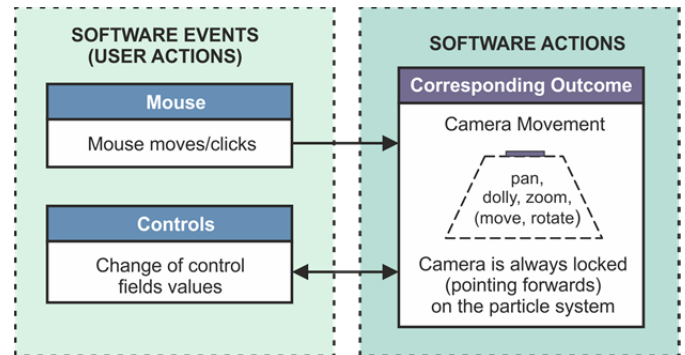 SOFTWARE EVENTS
(USER ACTIONS)
Mouse
Mouse moves/clicks
Controls
Change of control
fields values
SOFTWARE ACTIONS
Corresponding Outcome
Camera Movement
pan,
dolly, zoom,
(move, rotate)
Camera is always locked
(pointing forwards)
on the particle system